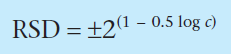 RSD = ±2^(1 – 0.5 log c)